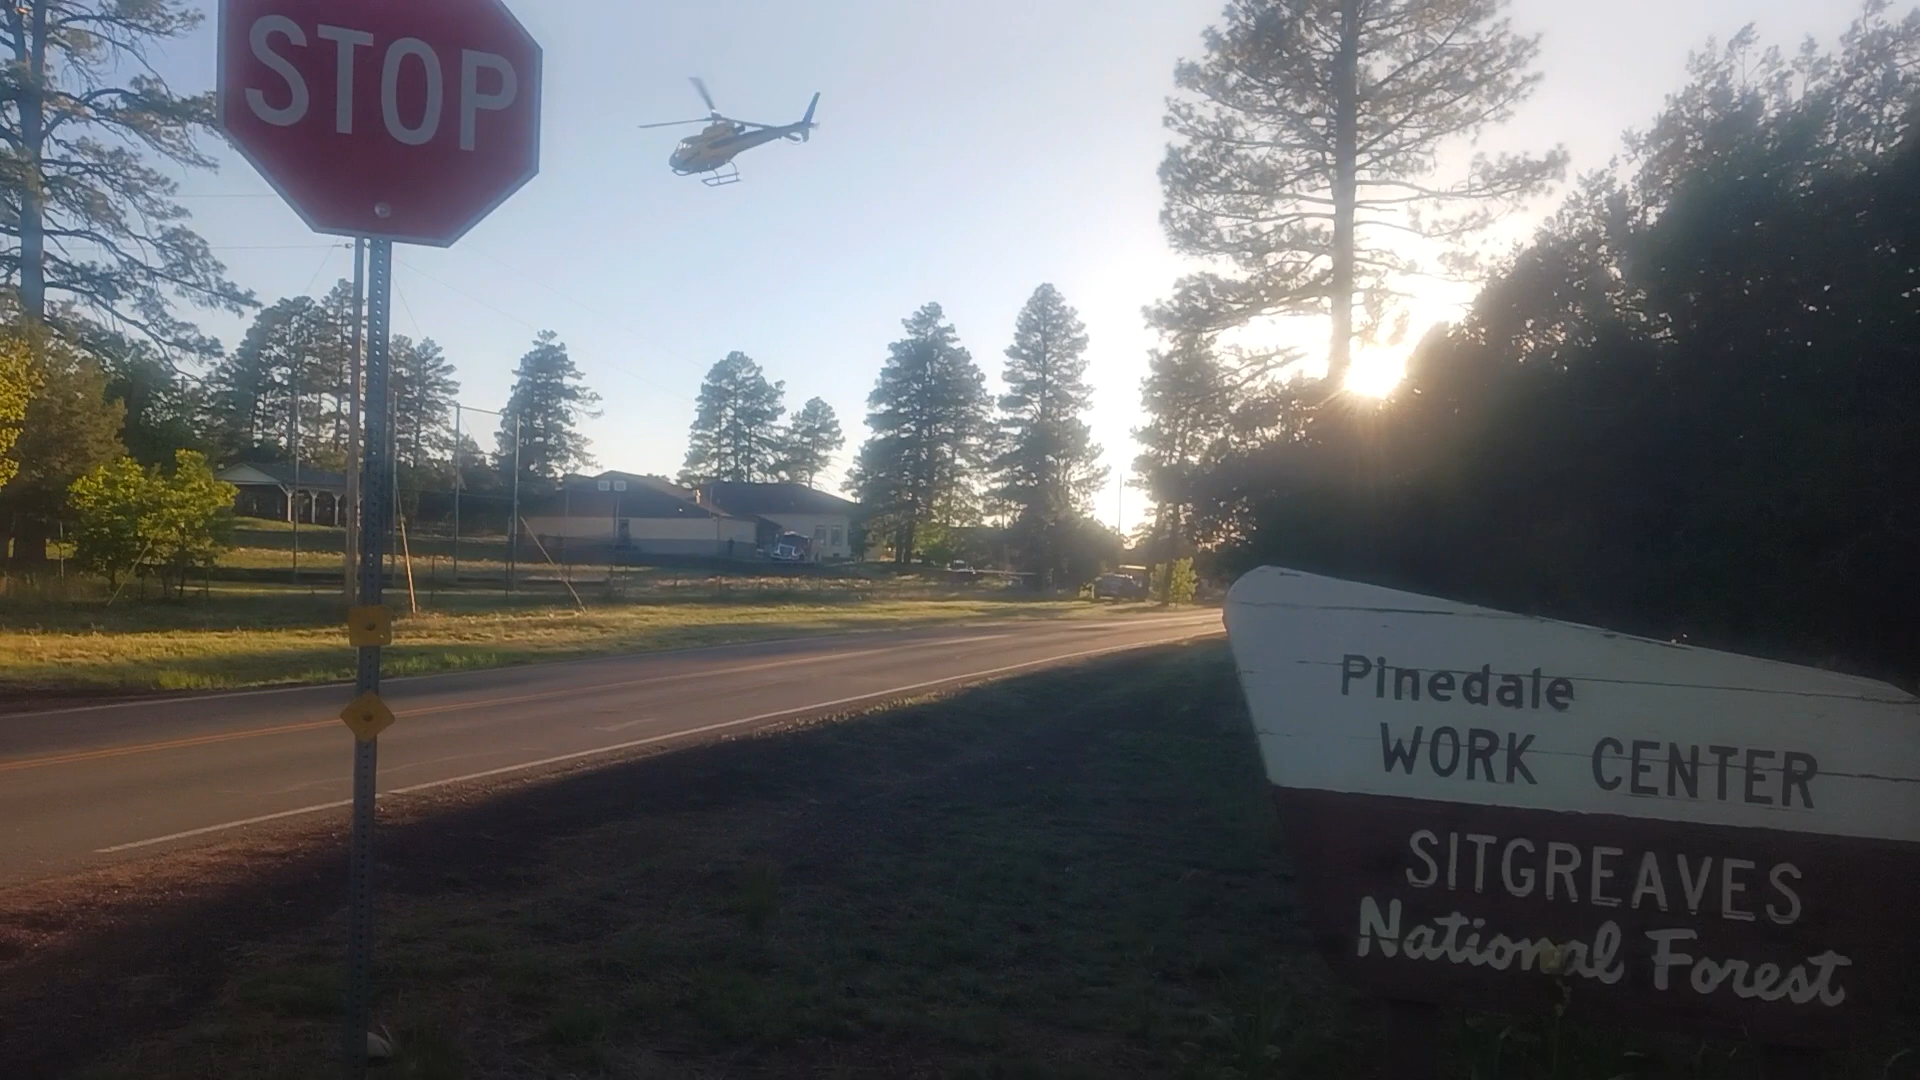 STOP
Pinedale
WORK CENTER
SITGREAVES
National Forest